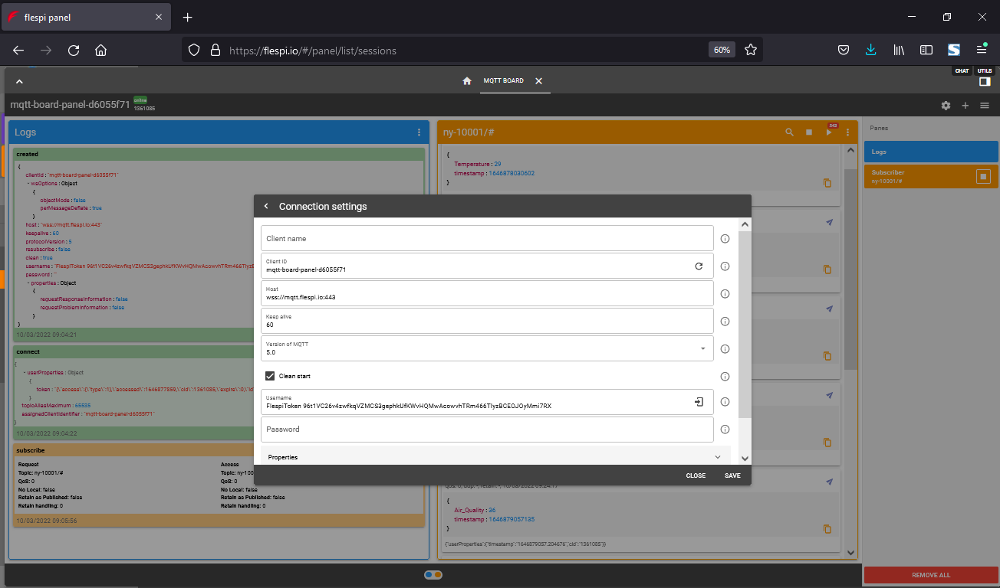 flespi panel
https://flespi.io/#/panel/list/sessions
60%
CHAT
UTILS
MQTT BOARD
mqtt-board-panel-d6055f71
online
1361085
Logs
created
{
clientId : "mqtt-board-panel-d6055f71"
- wsOptions : Object
{
objectMode : false
perMessageDeflate : true
}
host : "wss://mqtt.flespi.io:443"
keepalive : 60
protocolVersion : 5
resubscribe : false
clean : true
username : "FlespiToken 96t1VC26v4zwfkqVZMCS3gephkUfKWvHQMwAcowvhTRm466TIyzB
password : ""
- properties : Object
{
requestResponseInformation : false
requestProblemInformation : false
}
}
10/03/2022 09:04:21
connect
{
- userProperties : Object
{
token : "{\"access\":{\"type\":1},\"accessed\":1646877859,\"cid\":1361085,\"expire\":0,\"id\"
}
topicAliasMaximum : 65535
assignedClientIdentifier : "mqtt-board-panel-d6055f71"
}
10/03/2022 09:04:22
subscribe
Request
Topic: ny-10001/#
QoS: 0
No Local: false
Retain as Published: false
Retain handling: 0
Access
Topic: ny-100
QoS: 0
No Local: false
Retain as Published: false
Retain handling: 0
10/03/2022 09:05:56
ny-10001/#
543
{
Temperature : 29
timestamp : 1646878030602
}
Connection settings
Client name
Client ID
mqtt-board-panel-d6055f71
Host
wss://mqtt.flespi.io:443
Keep alive
60
Version of MQTT
5.0
Clean start
Username
FlespiToken 96t1VC26v4zwfkqVZMCS3gephkUfKWvHQMwAcowvhTRm466TIyzBCEOJOyMmi7RX
Password
Properties
CLOSE
SAVE
qos: 0, dup: -, retain: -, 10/03/2022 09:24:17
{
Air_Quality : 36
timestamp : 1646879057135
}
{"userProperties":{"timestamp":"1646879057.204676","cid":"1361085"}}
Panes
Logs
Subscriber
ny-10001/#
REMOVE ALL